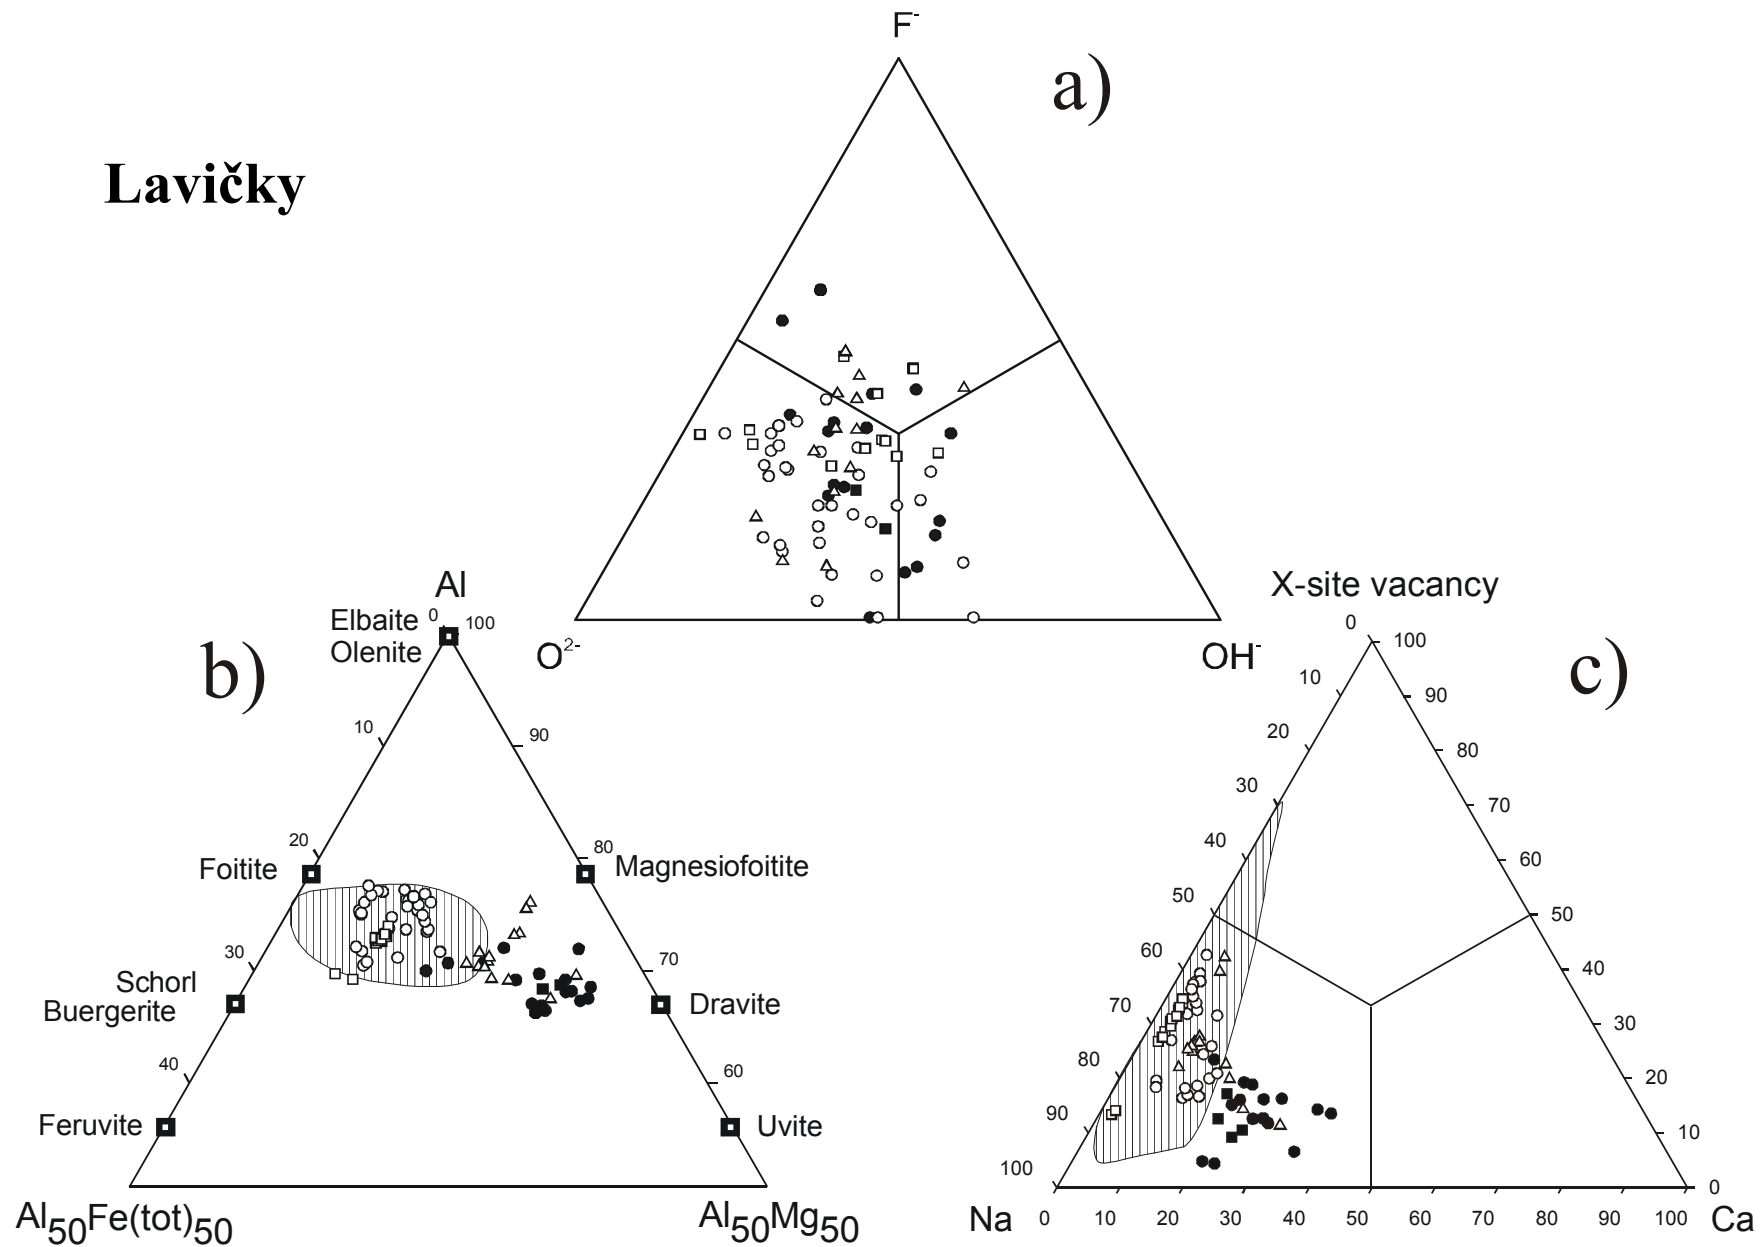 F⁻
a)
Lavičky
O²⁻
OH⁻
Al
0
100
Elbaite
Olenite
b)
10
90
20
80
Foitite
Magnesiofoitite
30
70
Schorl
Buergerite
Dravite
40
60
Feruvite
Uvite
Al₅₀Fe(tot)₅₀
Al₅₀Mg₅₀
X-site vacancy
0
100
c)
10
90
20
80
30
70
40
60
50
50
60
40
70
30
80
20
90
10
100
0
Na
0 10 20 30 40 50 60 70 80 90 100
Ca